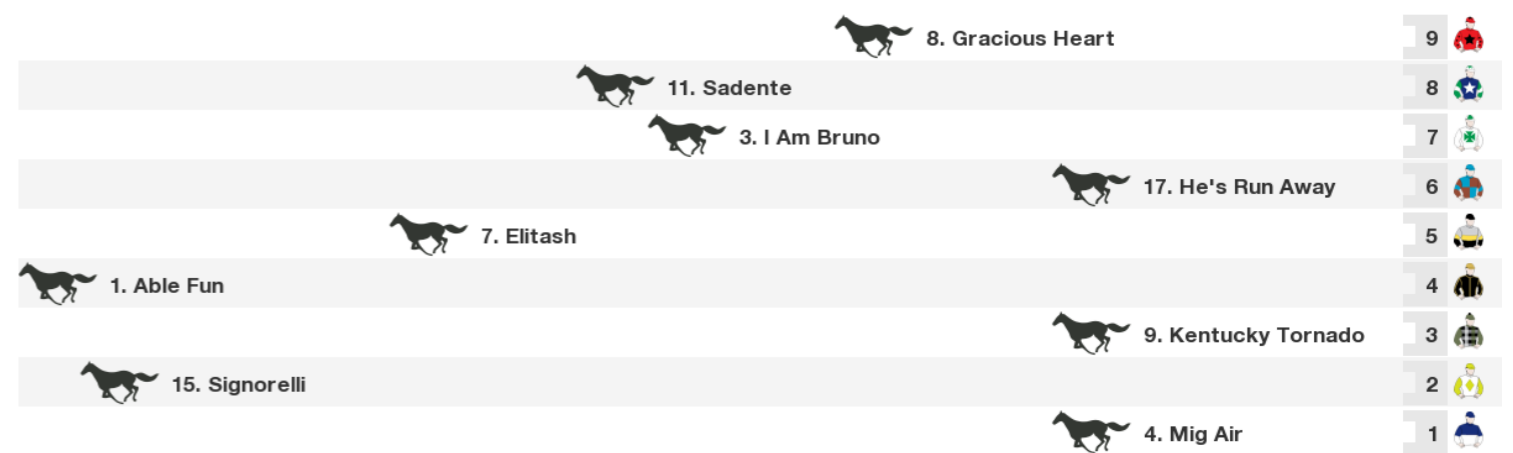 8. Gracious Heart 9
11. Sadente 8
3. I Am Bruno 7
17. He's Run Away 6
7. Elitash 5
1. Able Fun 4
9. Kentucky Tornado 3
15. Signorelli 2
4. Mig Air 1